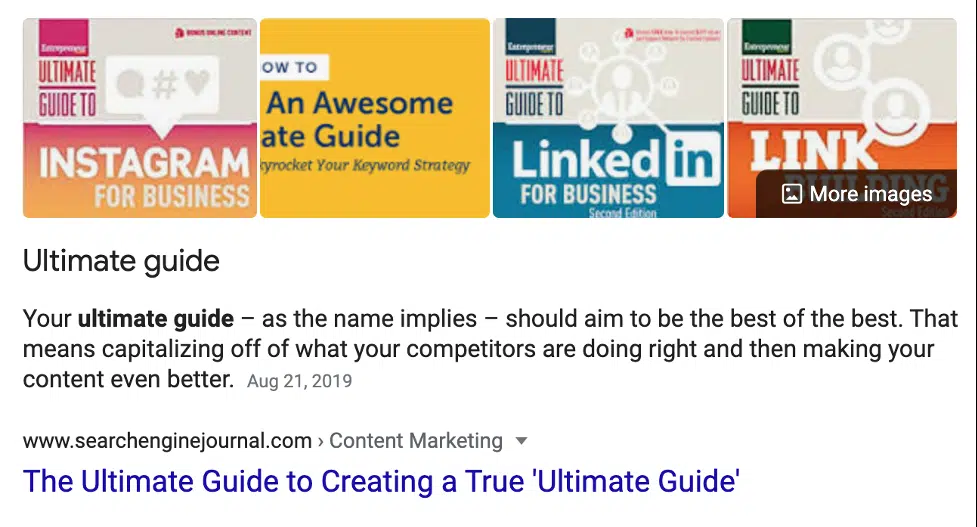 Entrepreneur
BONUS ONLINE CONTENT
ULTIMATE
GUIDE TO
INSTAGRAM
FOR BUSINESS
OW TO
An Awesome
ate Guide
kyrocket Your Keyword Strategy
Entrepreneur
ULTIMATE
GUIDE TO
Linked in
FOR BUSINESS
Second Edition
Entrepreneur
ULTIMATE
GUIDE TO
LINK
BUILDING
Second Edition
More images
Ultimate guide
Your ultimate guide – as the name implies – should aim to be the best of the best. That
means capitalizing off of what your competitors are doing right and then making your
content even better. Aug 21, 2019
www.searchenginejournal.com › Content Marketing
The Ultimate Guide to Creating a True 'Ultimate Guide'